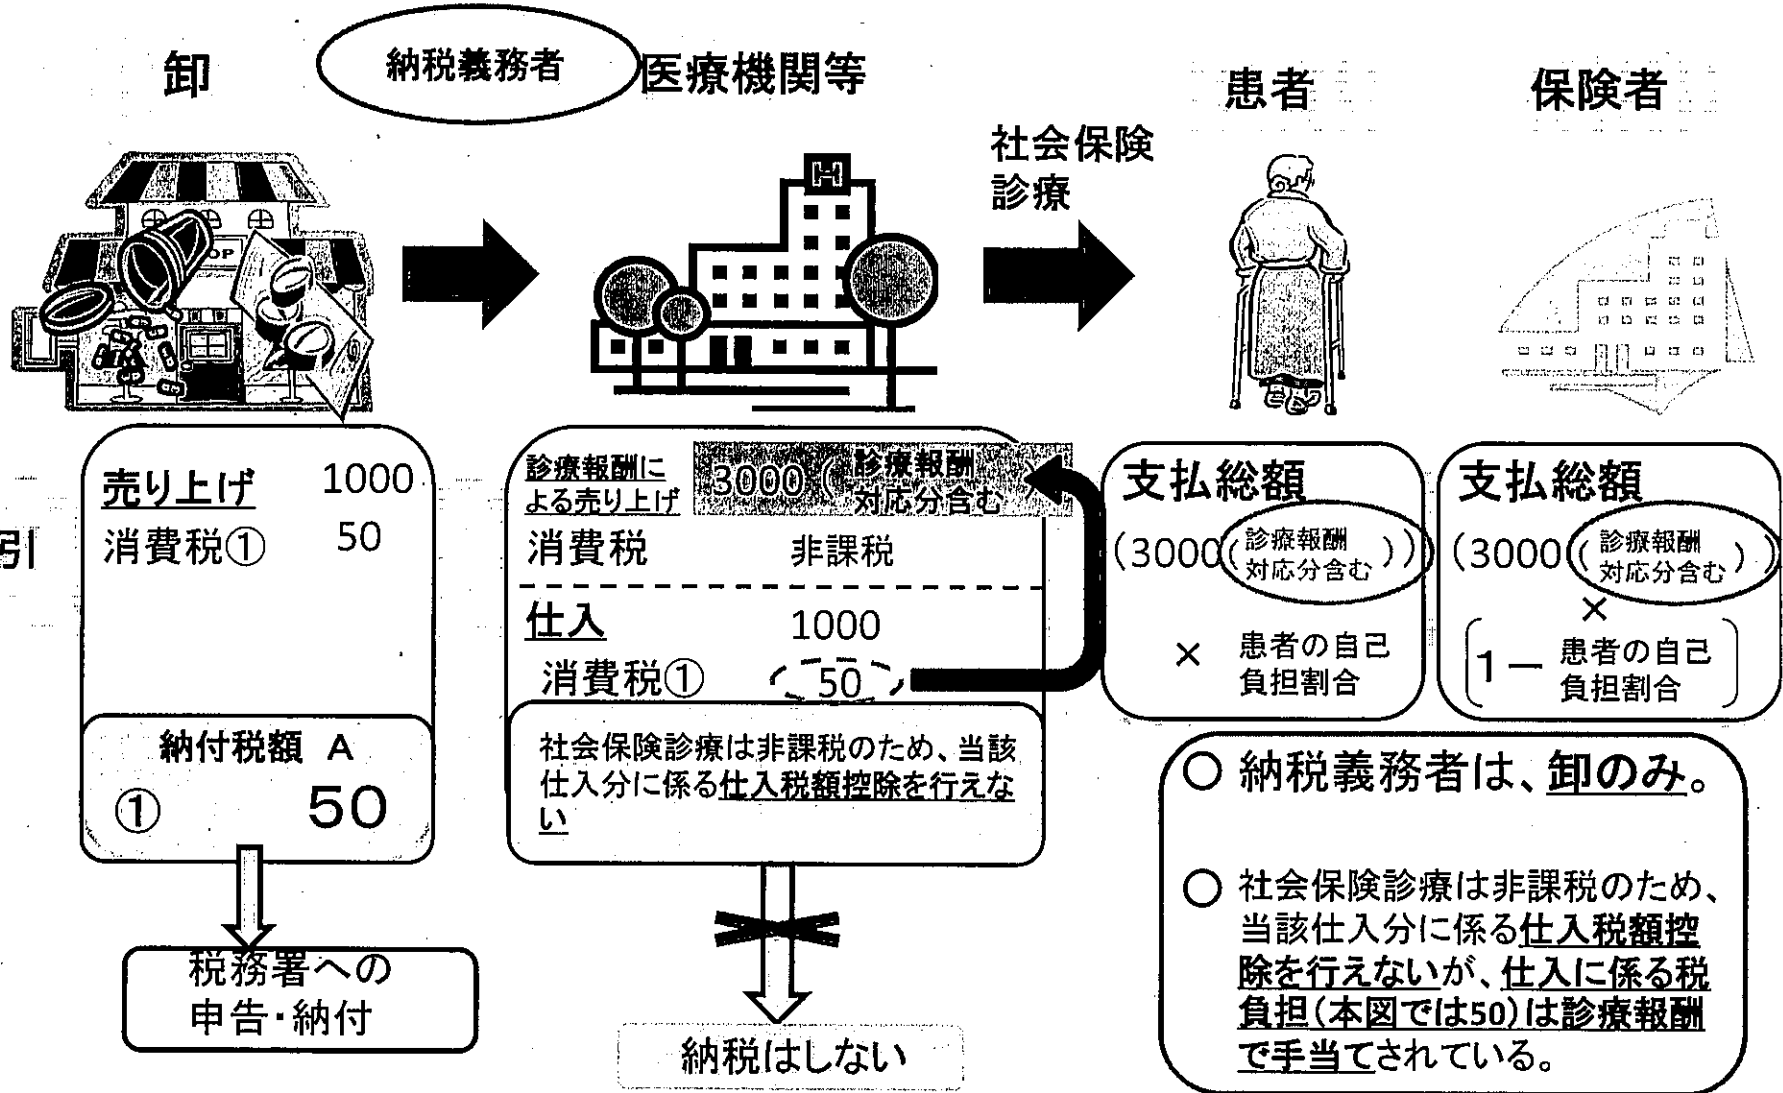 卸
納税義務者
医療機関等
患者
保険者
社会保険
診療
H
OP
引
売り上げ 1000
消費税① 50
納付税額 A
① 50
税務署への
申告・納付
診療報酬に
よる売り上げ
3000(診療報酬
対応分含む)
消費税 非課税
仕入 1000
消費税① 50
社会保険診療は非課税のため、当該
仕入分に係る仕入税額控除を行えな
い
納税はしない
支払総額
(3000(診療報酬
対応分含む))
× 患者の自己
負担割合
支払総額
(3000(診療報酬
対応分含む))
×
[1− 患者の自己
負担割合]
○ 納税義務者は、卸のみ。
○ 社会保険診療は非課税のため、
当該仕入分に係る仕入税額控
除を行えないが、仕入に係る税
負担(本図では50)は診療報酬
で手当てされている。